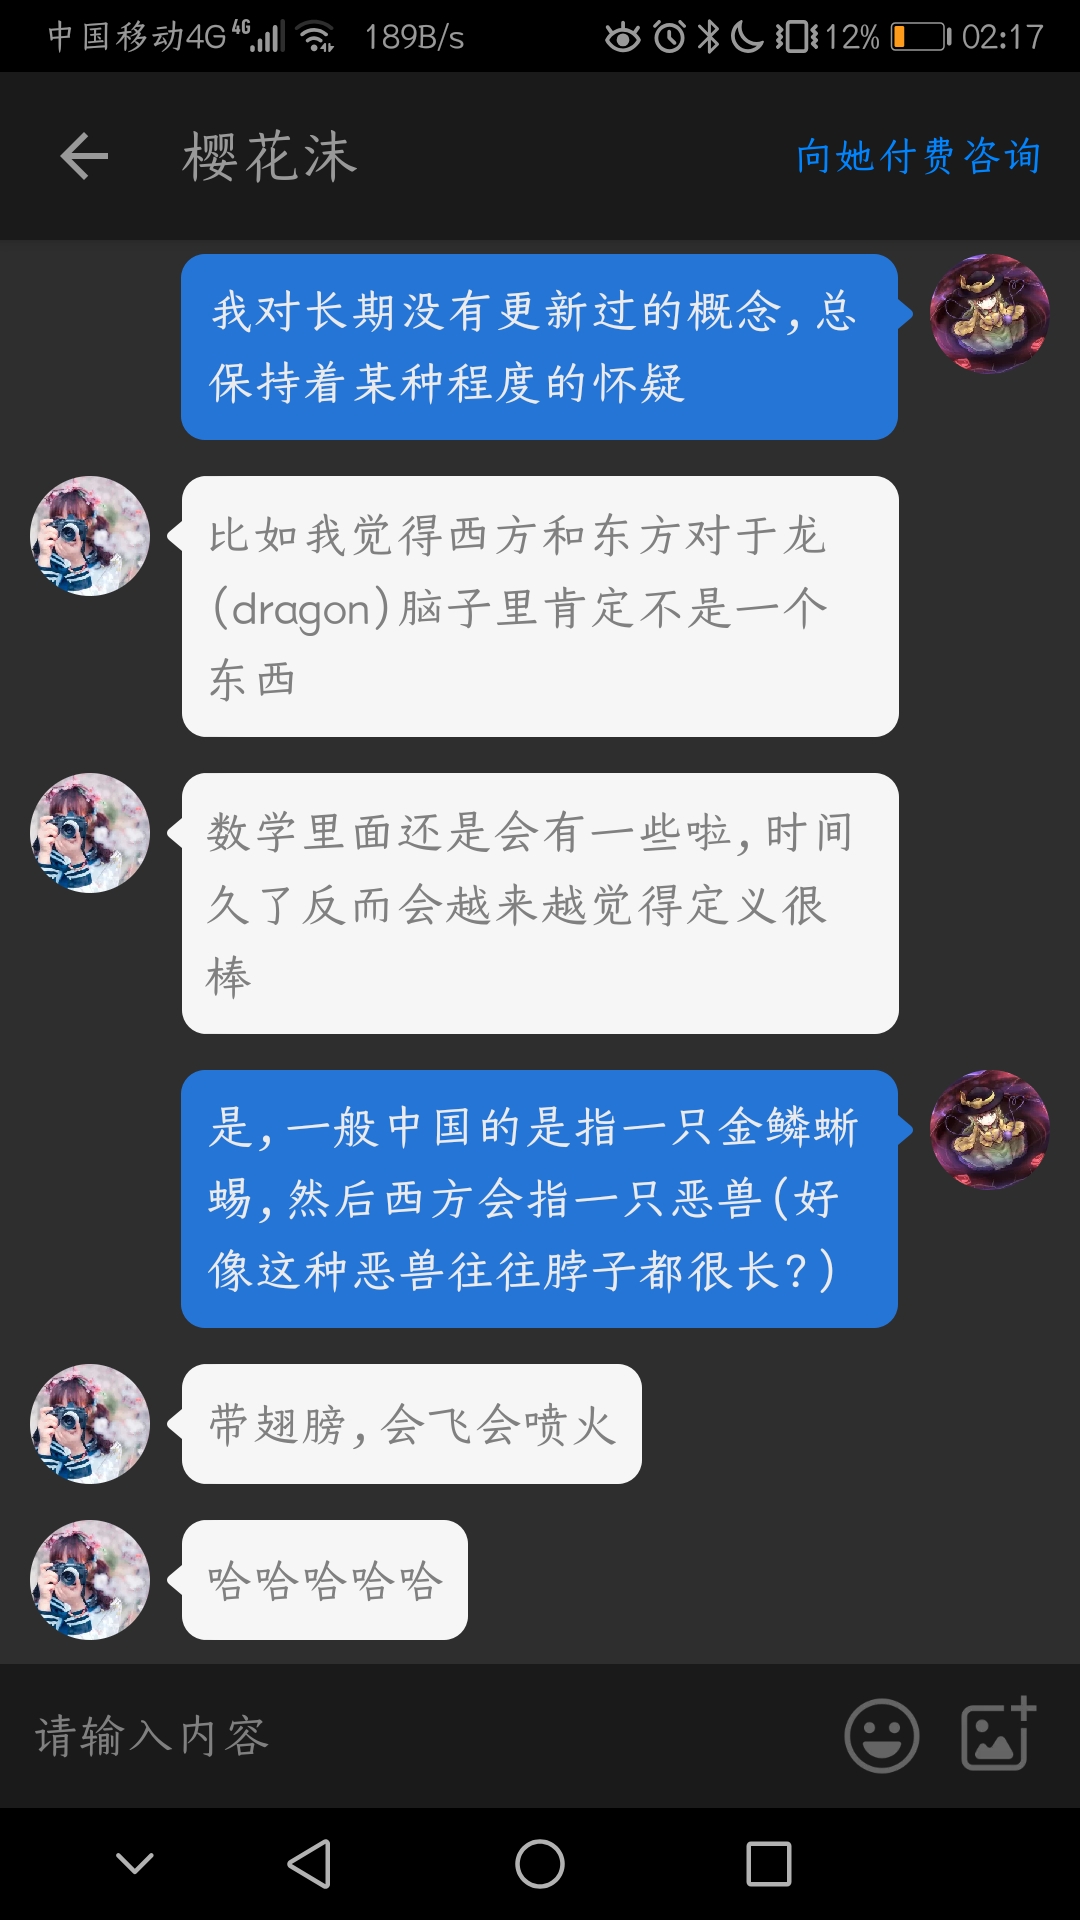 中国移动4G 4G 189B/s 12% 02:17
樱花沫 向她付费咨询
我对长期没有更新过的概念,总
保持着某种程度的怀疑
比如我觉得西方和东方对于龙
(dragon)脑子里肯定不是一个
东西
数学里面还是会有一些啦,时间
久了反而会越来越觉得定义很
棒
是,一般中国的是指一只金鳞蜥
蜴,然后西方会指一只恶兽(好
像这种恶兽往往脖子都很长?)
带翅膀,会飞会喷火
哈哈哈哈哈
请输入内容